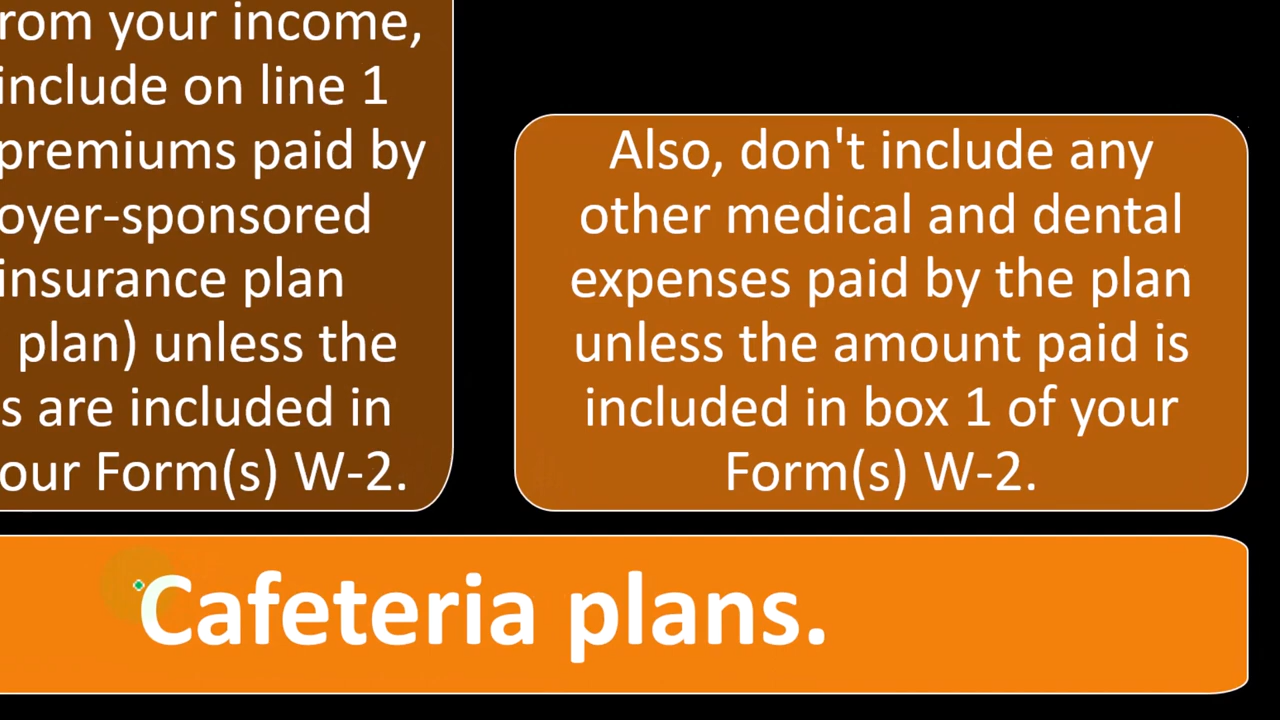 rom your income,
include on line 1
premiums paid by
oyer-sponsored
insurance plan
plan) unless the
s are included in
our Form(s) W-2.
Also, don't include any
other medical and dental
expenses paid by the plan
unless the amount paid is
included in box 1 of your
Form(s) W-2.
Cafeteria plans.